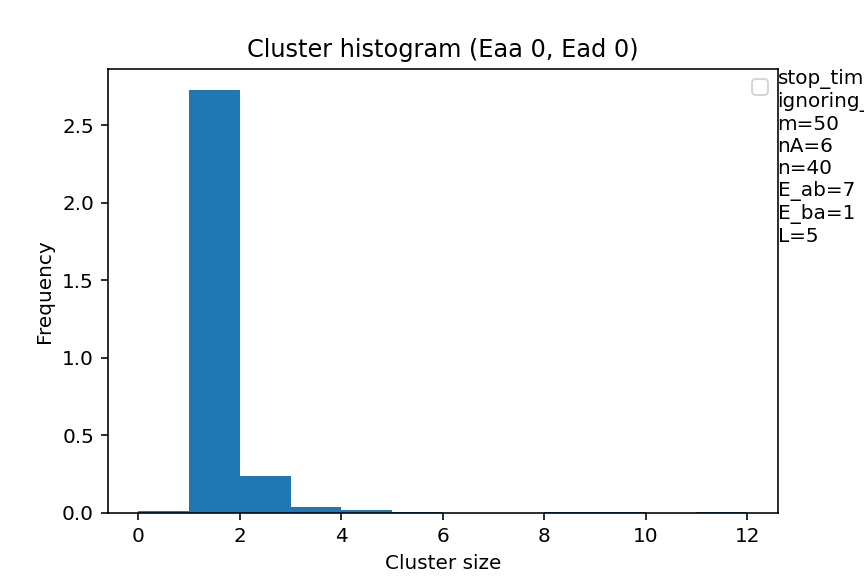 Cluster histogram (Eaa 0, Ead 0)
stop_tim
ignoring_
m=50
nA=6
n=40
E_ab=7
E_ba=1
L=5
2.5
2.0
1.5
1.0
0.5
0.0
Frequency
0 2 4 6 8 10 12
Cluster size